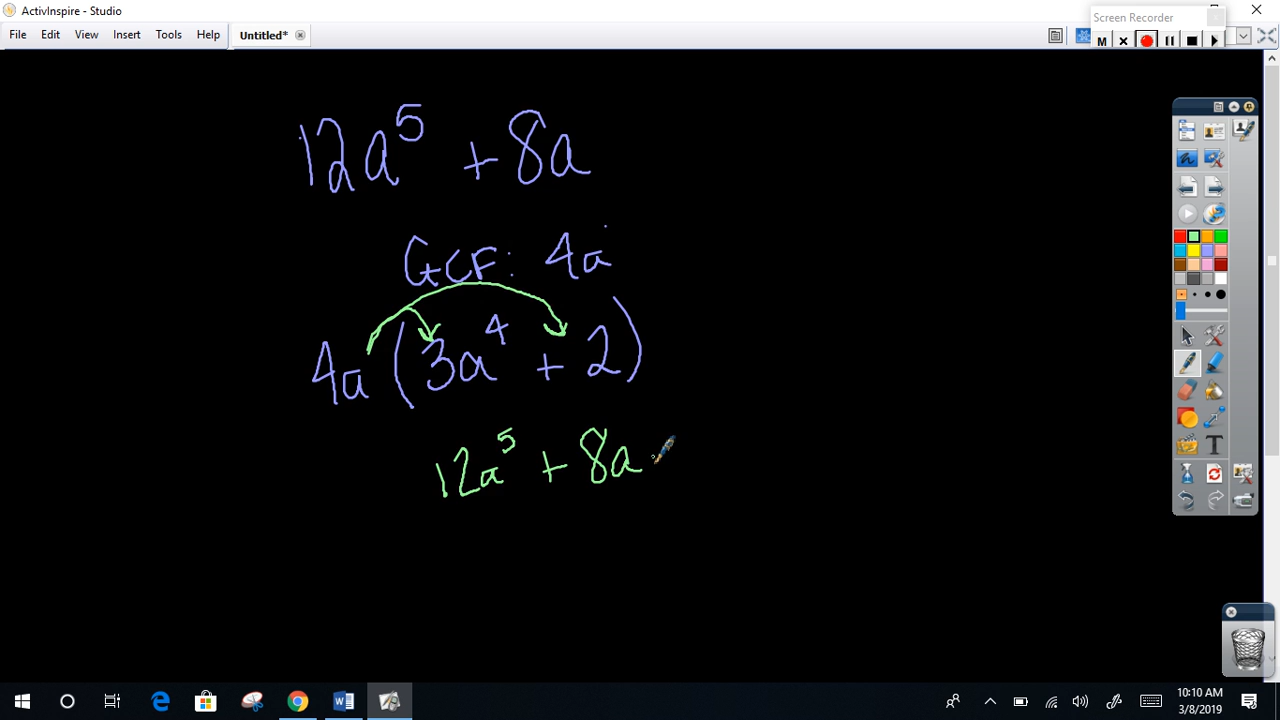 ActivInspire - Studio
Screen Recorder
File Edit View Insert Tools Help Untitled*
M
12a⁵ + 8a
GCF: 4a
4a(3a⁴ + 2)
12a⁵ + 8a
10:10 AM
3/8/2019